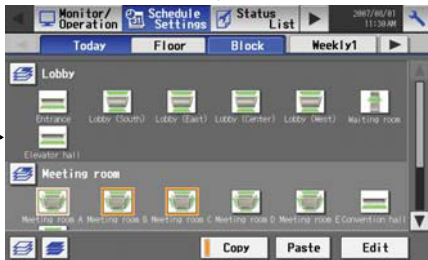 Monitor/ Operation
Schedule Settings
Status List
2007/08/01 11:30 AM
Today Floor Block Weekly1
Lobby
Entrance Lobby (South) Lobby (East) Lobby (Center) Lobby (West) Waiting room
Elevator hall
Meeting room
Meeting room A Meeting room B Meeting room C Meeting room D Meeting room E Convention hall
Copy Paste Edit